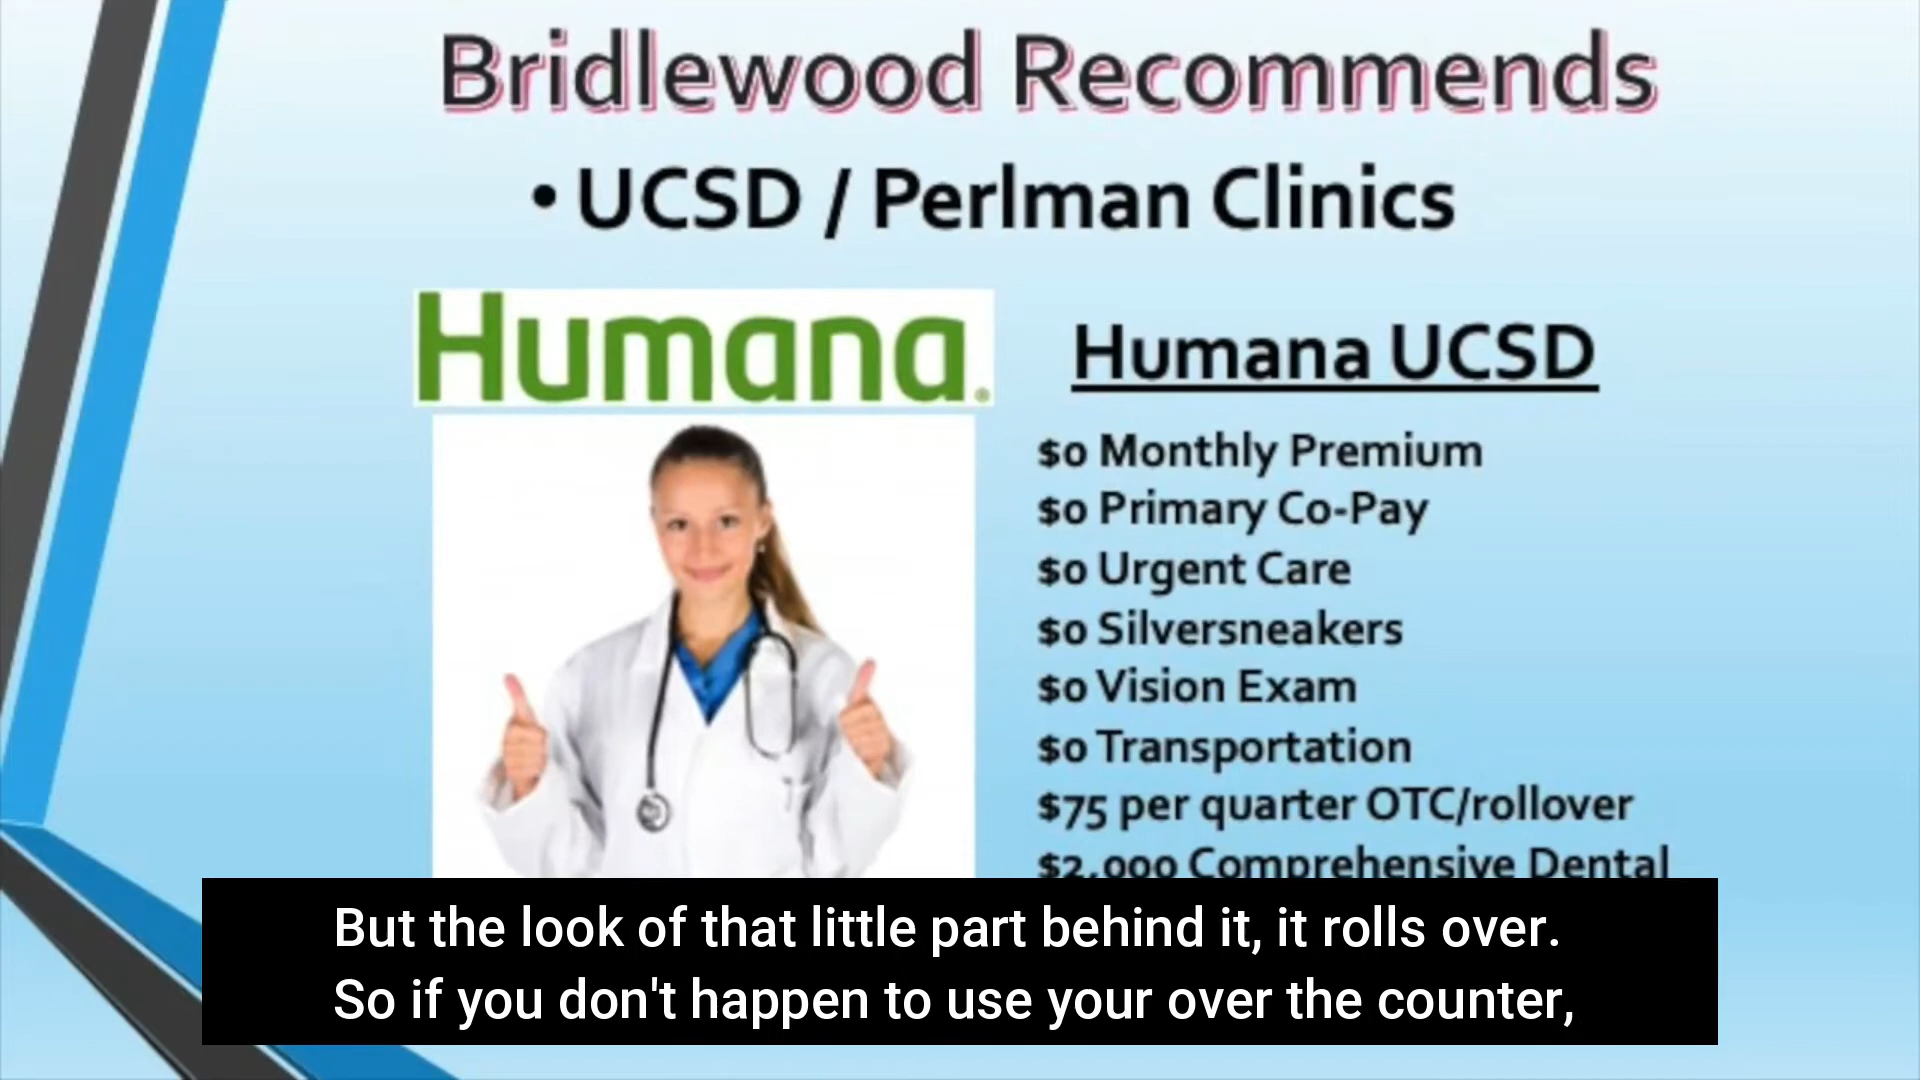 Bridlewood Recommends
• UCSD / Perlman Clinics
Humana®
Humana UCSD
$0 Monthly Premium
$0 Primary Co-Pay
$0 Urgent Care
$0 Silversneakers
$0 Vision Exam
$0 Transportation
$75 per quarter OTC/rollover
$2,000 Comprehensive Dental
But the look of that little part behind it, it rolls over.
So if you don't happen to use your over the counter,